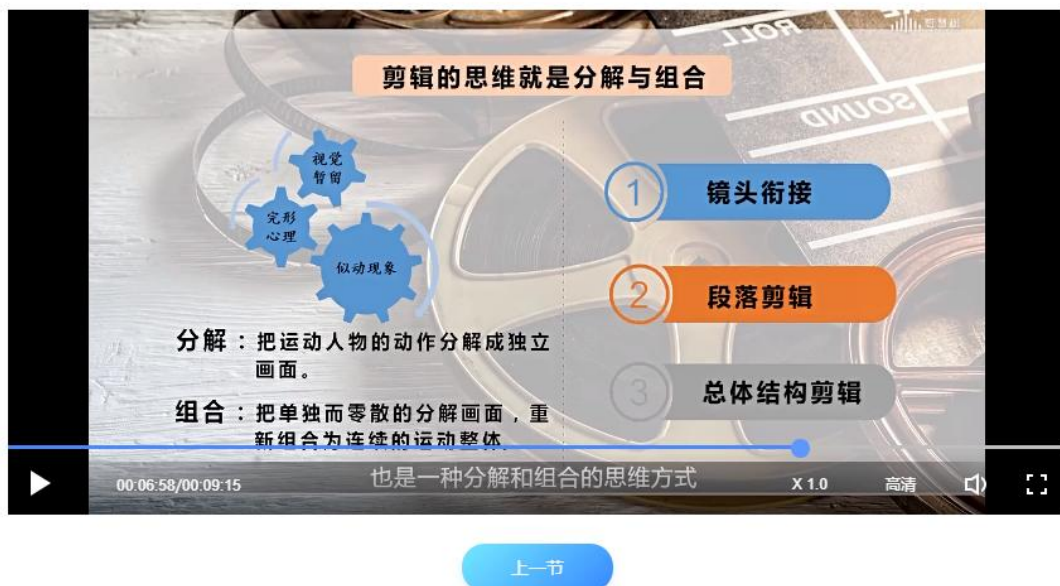 ROLL
SOUND
智慧树
剪辑的思维就是分解与组合
视觉
暂留
完形
心理
似动现象
分解：把运动人物的动作分解成独立
画面。
组合：把单独而零散的分解画面，重
新组合为连续的运动整体。
1 镜头衔接
2 段落剪辑
3 总体结构剪辑
也是一种分解和组合的思维方式
00:06:58/00:09:15
X 1.0
高清
上一节